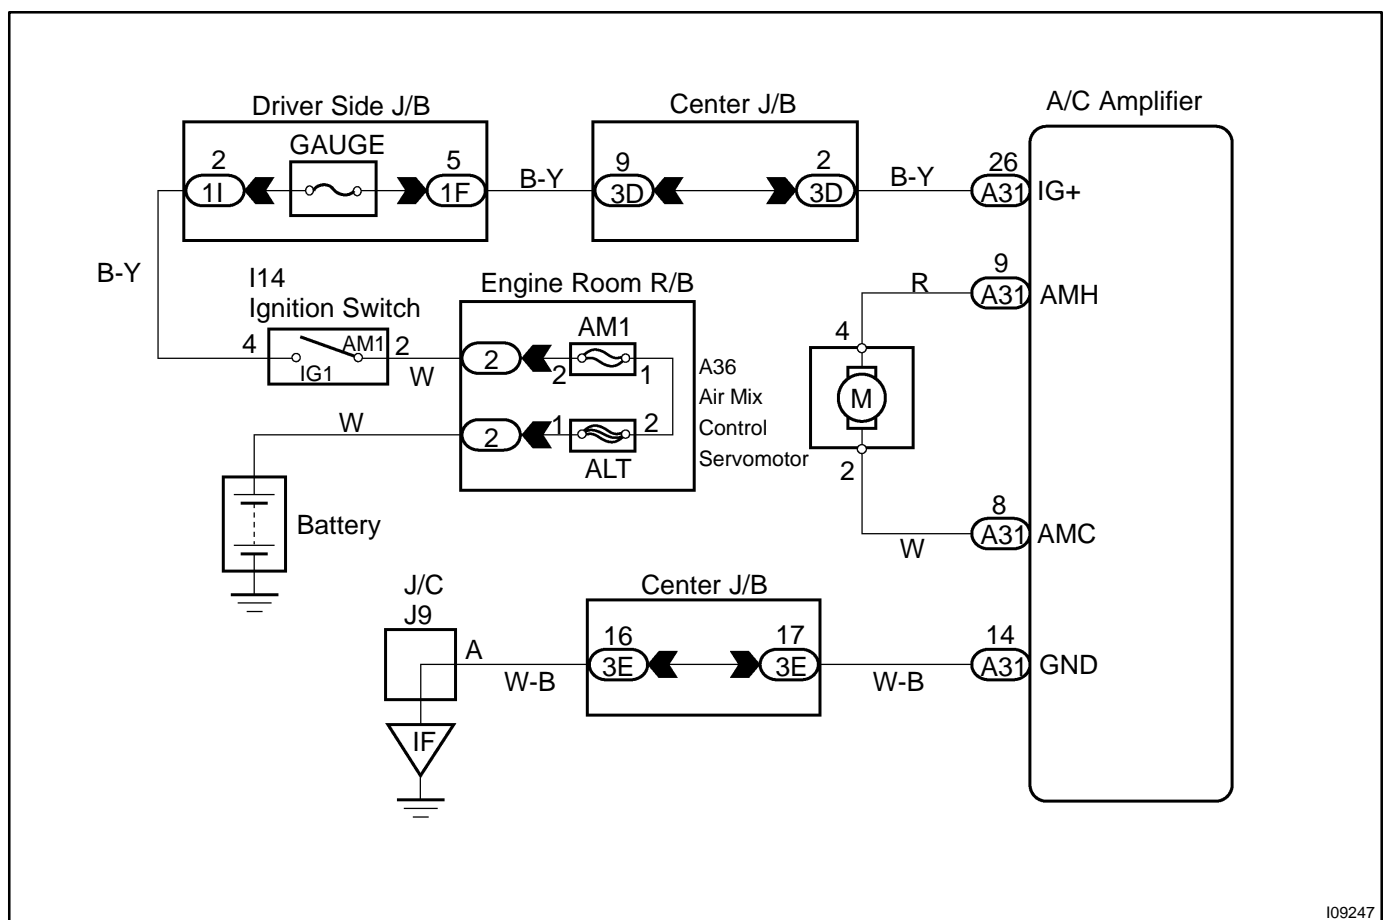 Driver Side J/B
Center J/B
A/C Amplifier
GAUGE
2
1I
5
1F
B-Y
9
3D
2
3D
B-Y
26
A31
IG+
B-Y
I14
Ignition Switch
4
IG1
AM1
2
W
Engine Room R/B
AM1
2
2
1
W
2
1
2
ALT
A36
Air Mix
Control
Servomotor
R
9
A31
AMH
4
M
2
W
8
A31
AMC
Battery
J/C
J9
A
W-B
Center J/B
16
3E
17
3E
W-B
14
A31
GND
IF
I09247